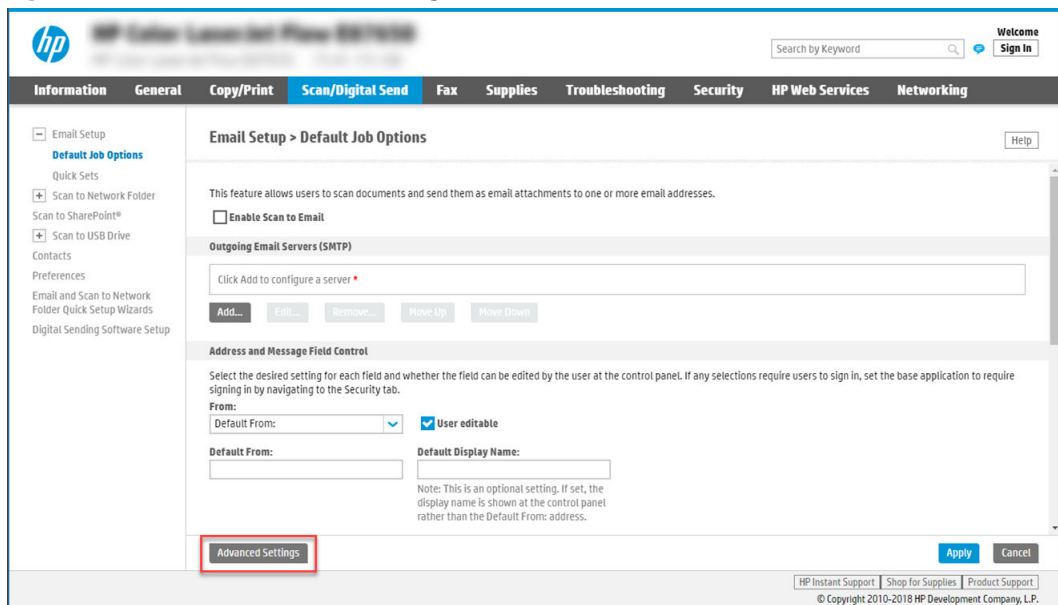 hp
Welcome
Search by Keyword
Sign In
Information General Copy/Print Scan/Digital Send Fax Supplies Troubleshooting Security HP Web Services Networking
Email Setup
Default Job Options
Quick Sets
Scan to Network Folder
Scan to SharePoint®
Scan to USB Drive
Contacts
Preferences
Email and Scan to Network
Folder Quick Setup Wizards
Digital Sending Software Setup
Email Setup > Default Job Options
Help
This feature allows users to scan documents and send them as email attachments to one or more email addresses.
Enable Scan to Email
Outgoing Email Servers (SMTP)
Click Add to configure a server *
Add... Edit... Remove... Move Up Move Down
Address and Message Field Control
Select the desired setting for each field and whether the field can be edited by the user at the control panel. If any selections require users to sign in, set the base application to require
signing in by navigating to the Security tab.
From:
Default From:
User editable
Default From:
Default Display Name:
Note: This is an optional setting. If set, the
display name is shown at the control panel
rather than the Default From: address.
Advanced Settings
Apply Cancel
HP Instant Support Shop for Supplies Product Support
© Copyright 2010-2018 HP Development Company, L.P.